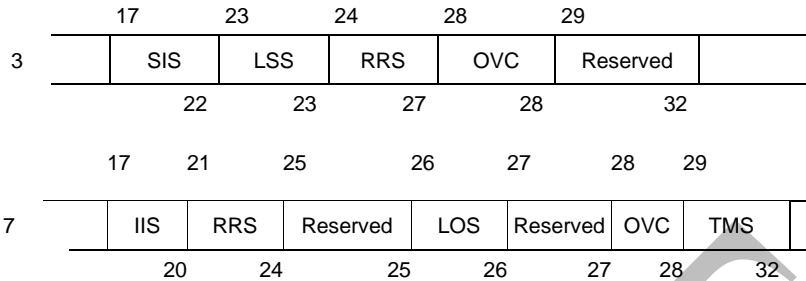 17 23 24 28 29
3 SIS LSS RRS OVC Reserved
22 23 27 28 32
17 21 25 26 27 28 29
7 IIS RRS Reserved LOS Reserved OVC TMS
20 24 25 26 27 28 32